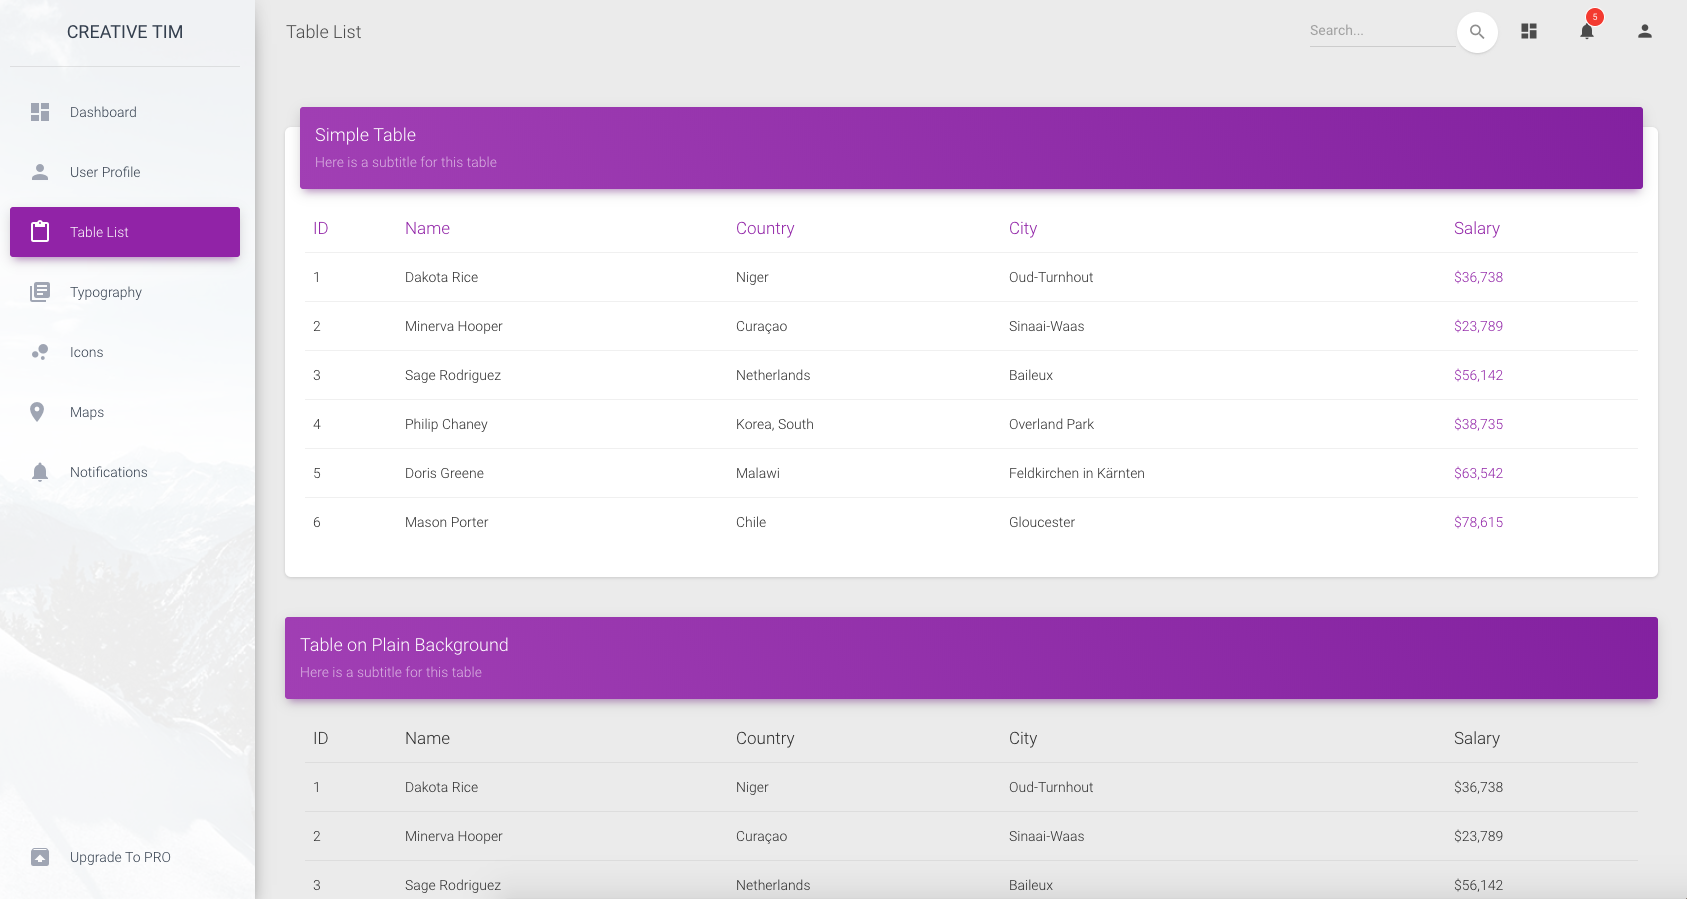 CREATIVE TIM
Dashboard
User Profile
Table List
Typography
Icons
Maps
Notifications
Upgrade To PRO
Table List
Search...
5
Simple Table
Here is a subtitle for this table
ID Name Country City Salary
1 Dakota Rice Niger Oud-Turnhout $36,738
2 Minerva Hooper Curaçao Sinaai-Waas $23,789
3 Sage Rodriguez Netherlands Baileux $56,142
4 Philip Chaney Korea, South Overland Park $38,735
5 Doris Greene Malawi Feldkirchen in Kärnten $63,542
6 Mason Porter Chile Gloucester $78,615
Table on Plain Background
Here is a subtitle for this table
ID Name Country City Salary
1 Dakota Rice Niger Oud-Turnhout $36,738
2 Minerva Hooper Curaçao Sinaai-Waas $23,789
3 Sage Rodriguez Netherlands Baileux $56,142